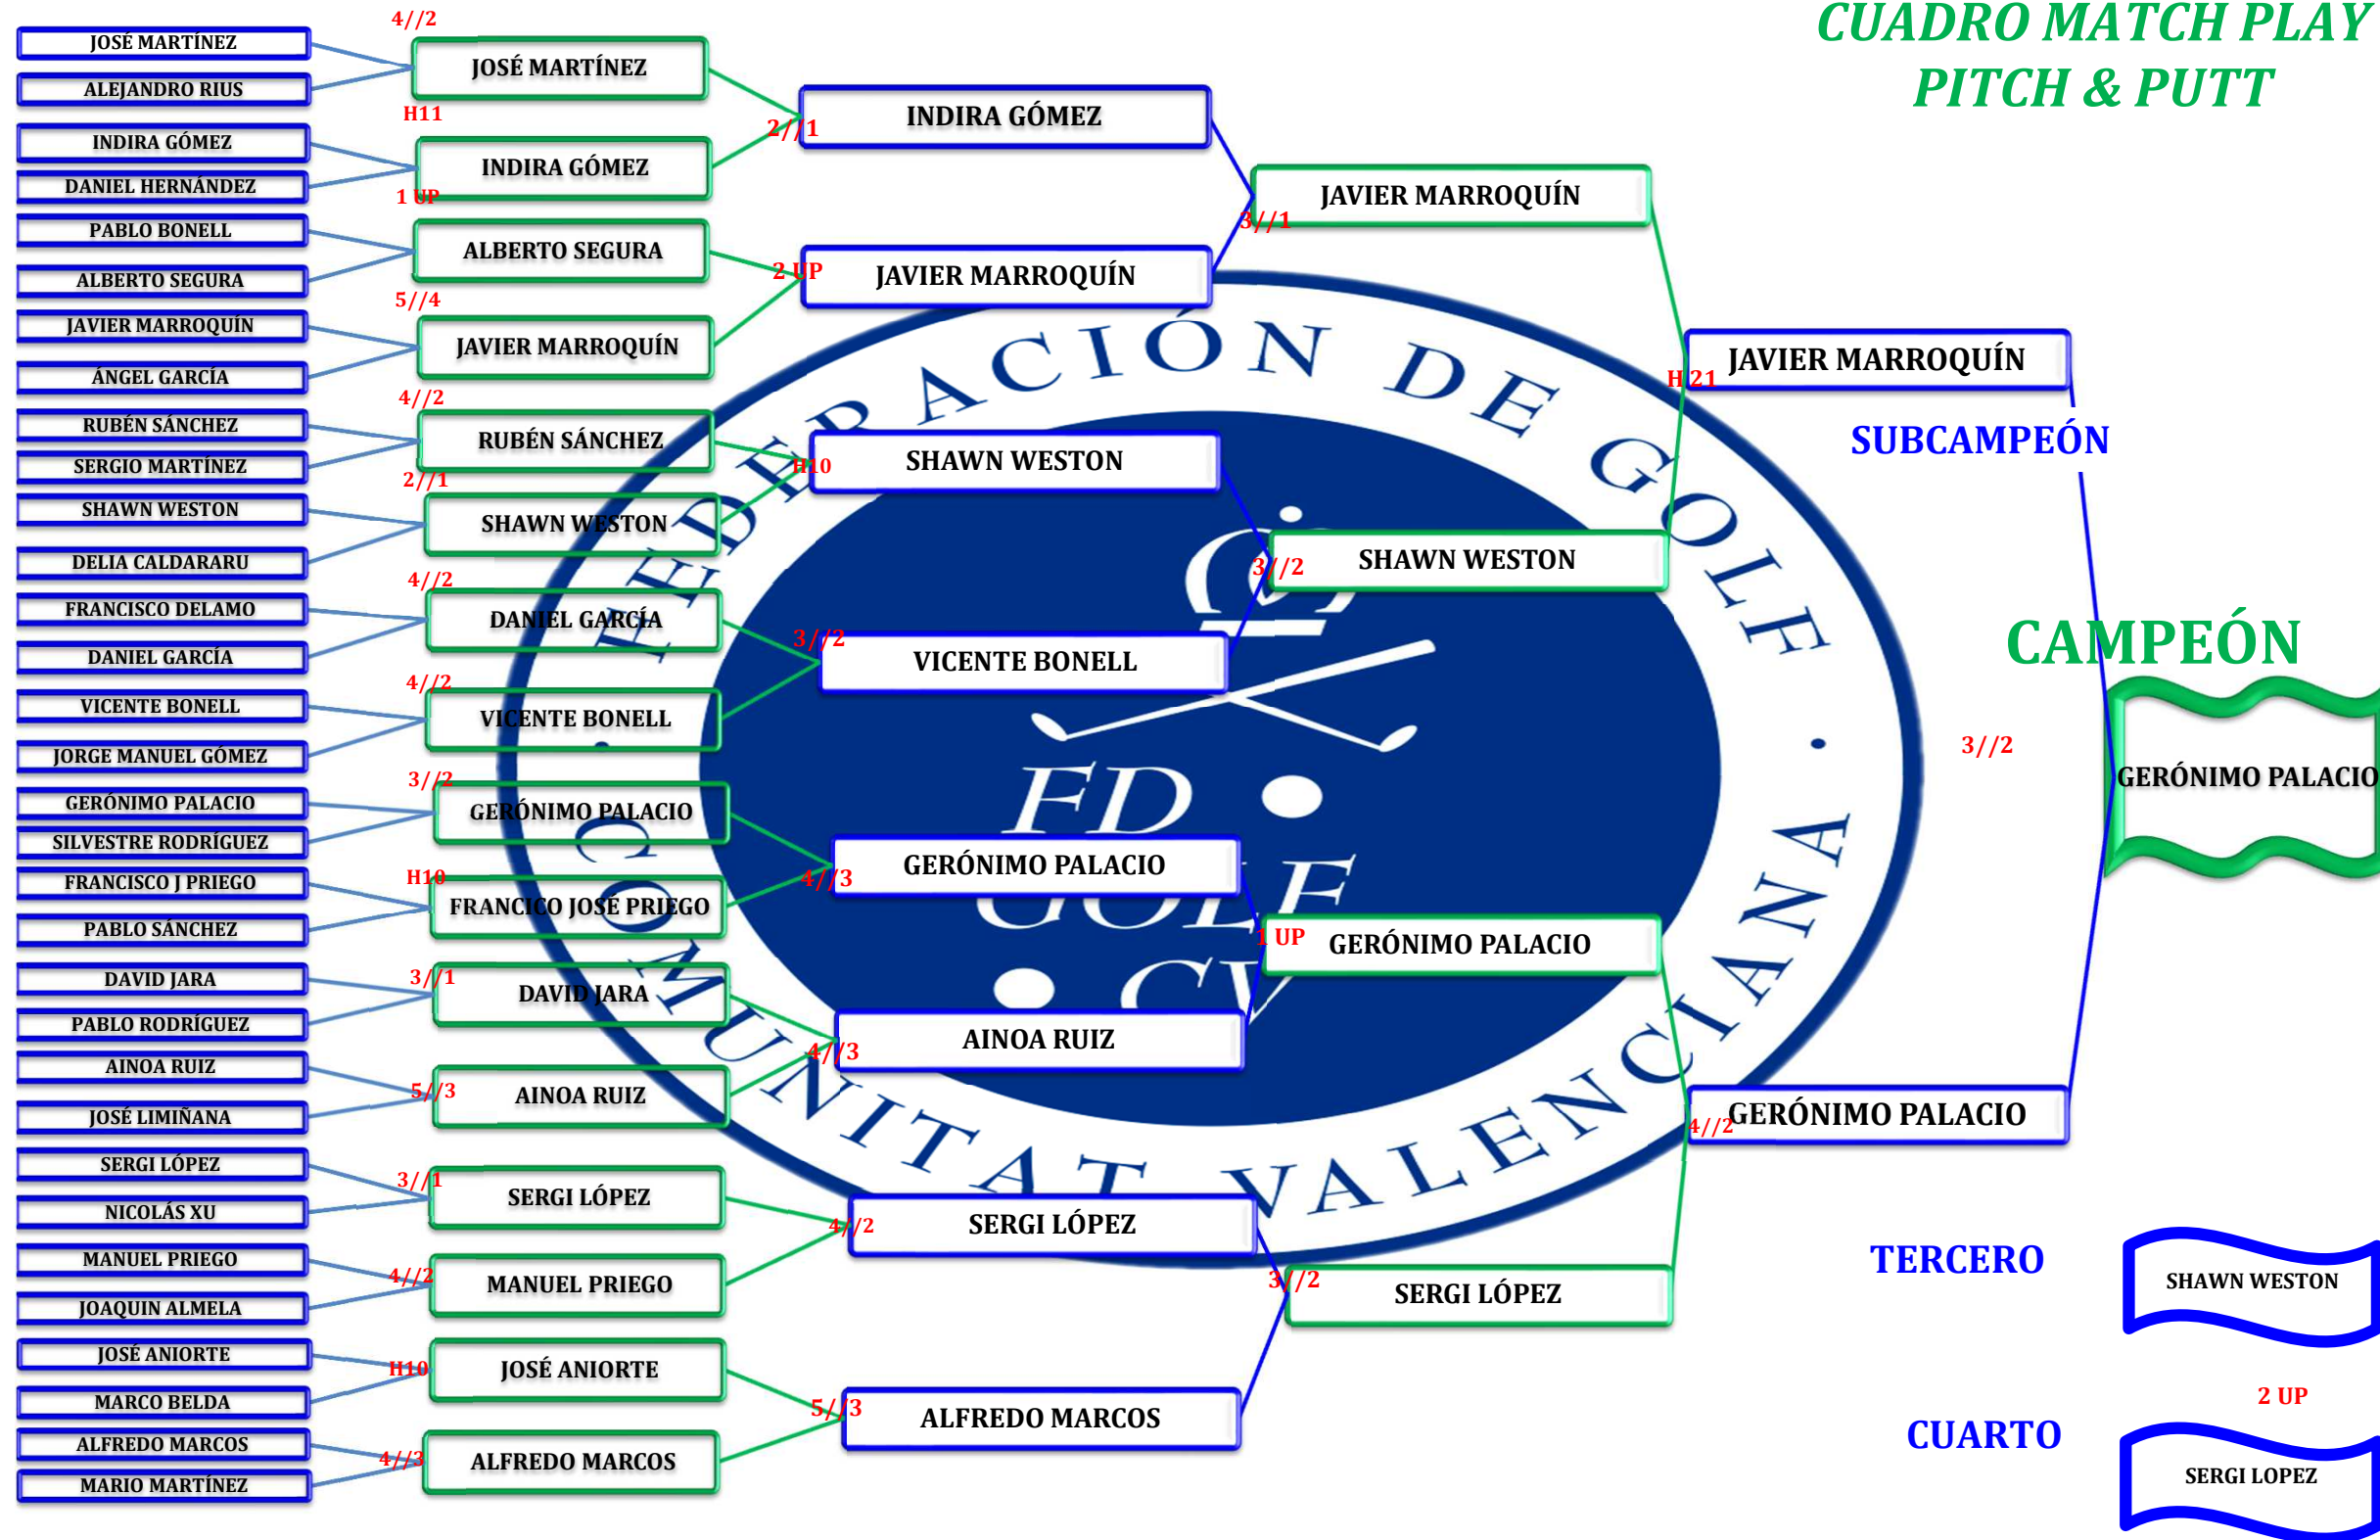 CUADRO MATCH PLAY
PITCH & PUTT
4//2
JOSÉ MARTÍNEZ
ALEJANDRO RIUS
H11
INDIRA GÓMEZ
DANIEL HERNÁNDEZ
1 UP
PABLO BONELL
ALBERTO SEGURA
5//4
JAVIER MARROQUÍN
ÁNGEL GARCÍA
4//2
RUBÉN SÁNCHEZ
SERGIO MARTÍNEZ
2//1
SHAWN WESTON
DELIA CALDARARU
4//2
FRANCISCO DELAMO
DANIEL GARCÍA
4//2
VICENTE BONELL
JORGE MANUEL GÓMEZ
3//2
GERÓNIMO PALACIO
SILVESTRE RODRÍGUEZ
H10
FRANCISCO J PRIEGO
PABLO SÁNCHEZ
3//1
DAVID JARA
PABLO RODRÍGUEZ
5//3
AINOA RUIZ
JOSÉ LIMIÑANA
3//1
SERGI LÓPEZ
NICOLÁS XU
4//2
MANUEL PRIEGO
JOAQUIN ALMELA
H10
JOSÉ ANIORTE
MARCO BELDA
4//3
ALFREDO MARCOS
MARIO MARTÍNEZ
JOSÉ MARTÍNEZ
2//1
INDIRA GÓMEZ
ALBERTO SEGURA
2 UP
JAVIER MARROQUÍN
RUBÉN SÁNCHEZ
H10
SHAWN WESTON
DANIEL GARCÍA
3//2
VICENTE BONELL
GERÓNIMO PALACIO
4//3
FRANCICO JOSÉ PRIEGO
DAVID JARA
4//3
AINOA RUIZ
SERGI LÓPEZ
4//2
MANUEL PRIEGO
JOSÉ ANIORTE
5//3
ALFREDO MARCOS
INDIRA GÓMEZ
3//1
JAVIER MARROQUÍN
SHAWN WESTON
3//2
VICENTE BONELL
GERÓNIMO PALACIO
1 UP
AINOA RUIZ
SERGI LÓPEZ
3//2
ALFREDO MARCOS
JAVIER MARROQUÍN
H 21
SHAWN WESTON
GERÓNIMO PALACIO
4//2
SERGI LÓPEZ
JAVIER MARROQUÍN
SUBCAMPEÓN
3//2
GERÓNIMO PALACIO
CAMPEÓN
GERÓNIMO PALACIO
TERCERO
SHAWN WESTON
2 UP
CUARTO
SERGI LOPEZ
FEDERACIÓN DE GOLF
COMUNITAT VALENCIANA
FD
GOLF
CV